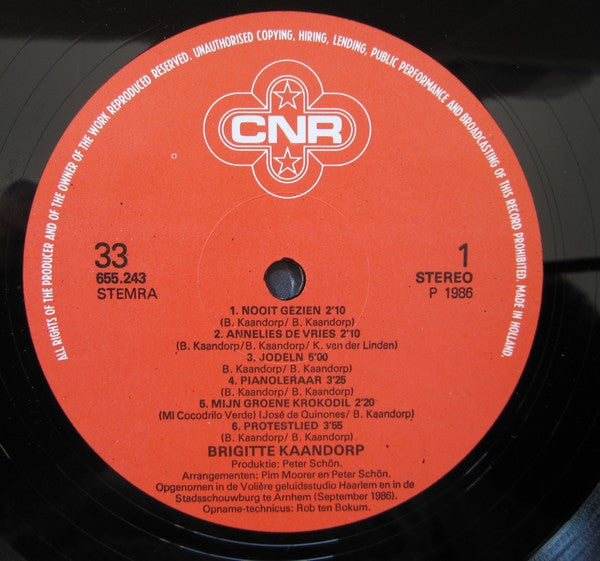 ALL RIGHTS OF THE PRODUCER AND OF THE OWNER OF THE WORK REPRODUCED RESERVED. UNAUTHORISED COPYING, HIRING, LENDING, PUBLIC PERFORMANCE AND BROADCASTING OF THIS RECORD PROHIBITED. MADE IN HOLLAND.
CNR
33
655.243
STEMRA
1
STEREO
P 1986
1. NOOIT GEZIEN 2'10
(B. Kaandorp/ B. Kaandorp)
2. ANNELIES DE VRIES 2'10
(B. Kaandorp/B. Kaandorp/ K. van der Linden)
3. JODELN 5'00
B. Kaandorp/ B. Kaandorp)
4. PIANOLERAAR 3'25
(B. Kaandorp/ B. Kaandorp)
5. MIJN GROENE KROKODIL 2'20
(Mi Cocodrilo Verde) (José de Quinones/ B. Kaandorp)
6. PROTESTLIED 3'55
(B. Kaandorp/ B. Kaandorp)
BRIGITTE KAANDORP
Produktie: Peter Schön.
Arrangementen: Pim Moorer en Peter Schön.
Opgenomen in de Volière geluidsstudio Haarlem en in de
Stadsschouwburg te Arnhem (September 1986).
Opname-technicus: Rob ten Bokum.